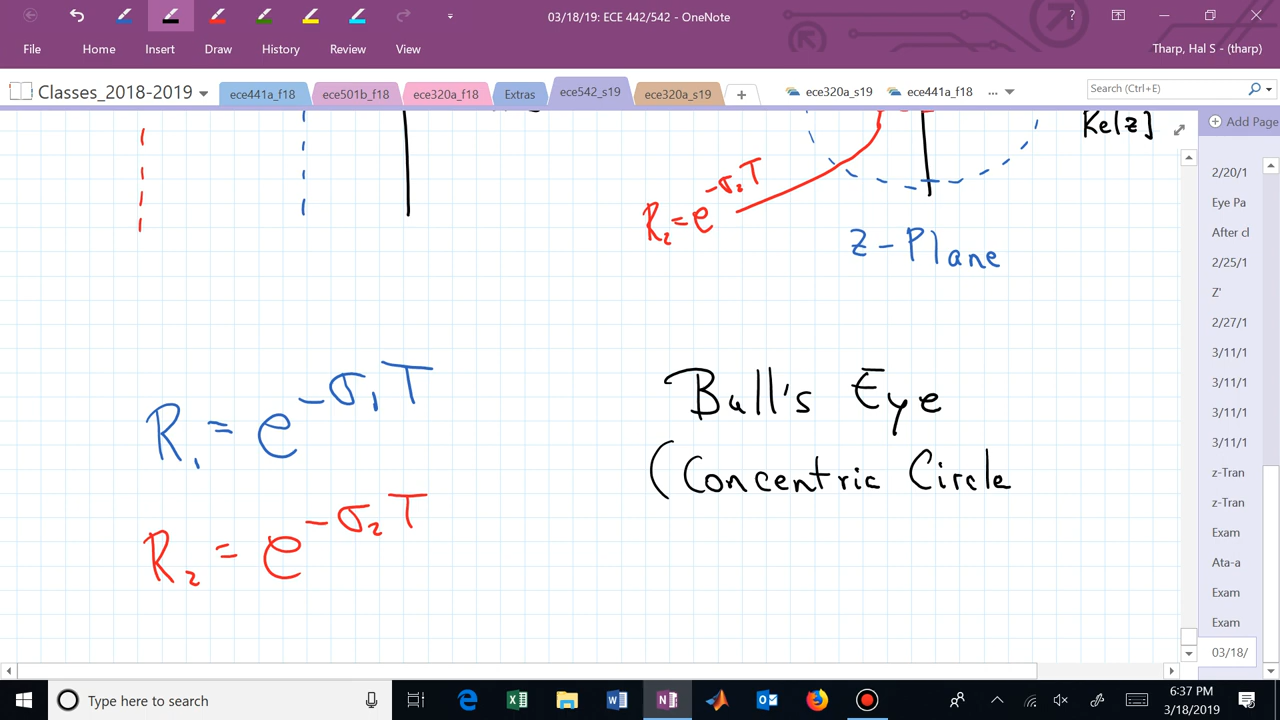 03/18/19: ECE 442/542 - OneNote
File Home Insert Draw History Review View
Tharp, Hal S - (tharp)
Classes_2018-2019
ece441a_f18
ece501b_f18
ece320a_f18
Extras
ece542_s19
ece320a_s19
ece320a_s19
ece441a_f18
Search (Ctrl+E)
Add Page
2/20/1
Eye Pa
After cl
2/25/1
Z'
2/27/1
3/11/1
3/11/1
3/11/1
3/11/1
z-Tran
z-Tran
Exam
Ata-a
Exam
Exam
03/18/
Re[z]
R₂ = e^-σ₂T
z - Plane
R₁ = e^-σ₁T
R₂ = e^-σ₂T
Bull's Eye
(Concentric Circle
Type here to search
6:37 PM
3/18/2019